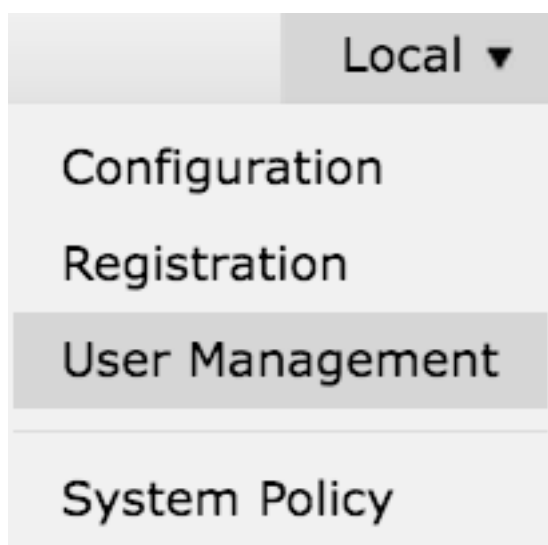 Local ▼
Configuration
Registration
User Management
System Policy